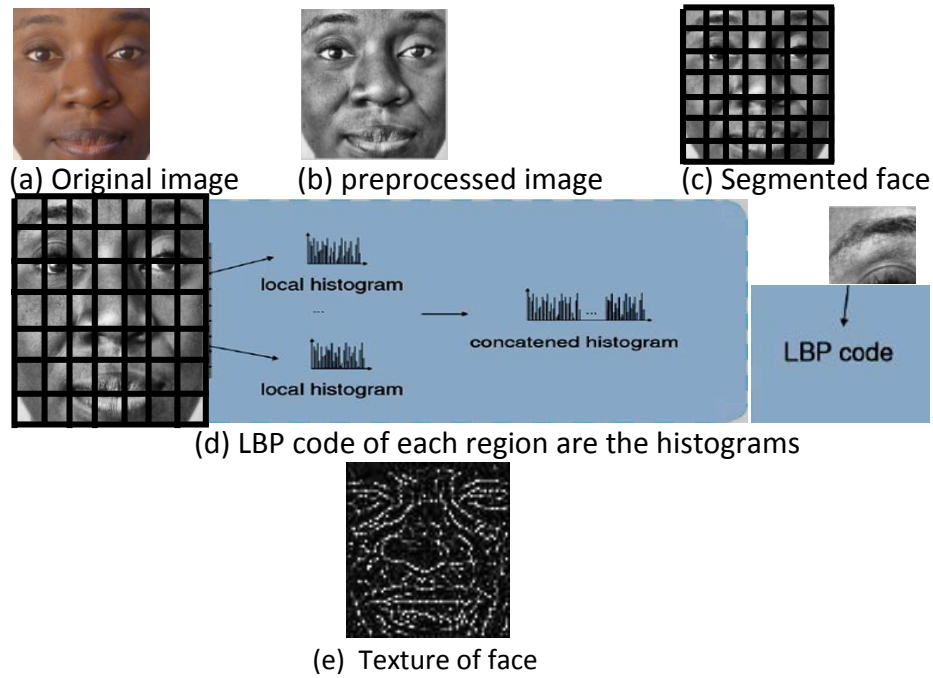 (a) Original image
(b) preprocessed image
(c) Segmented face
local histogram
...
local histogram
...
concatened histogram
LBP code
(d) LBP code of each region are the histograms
(e) Texture of face